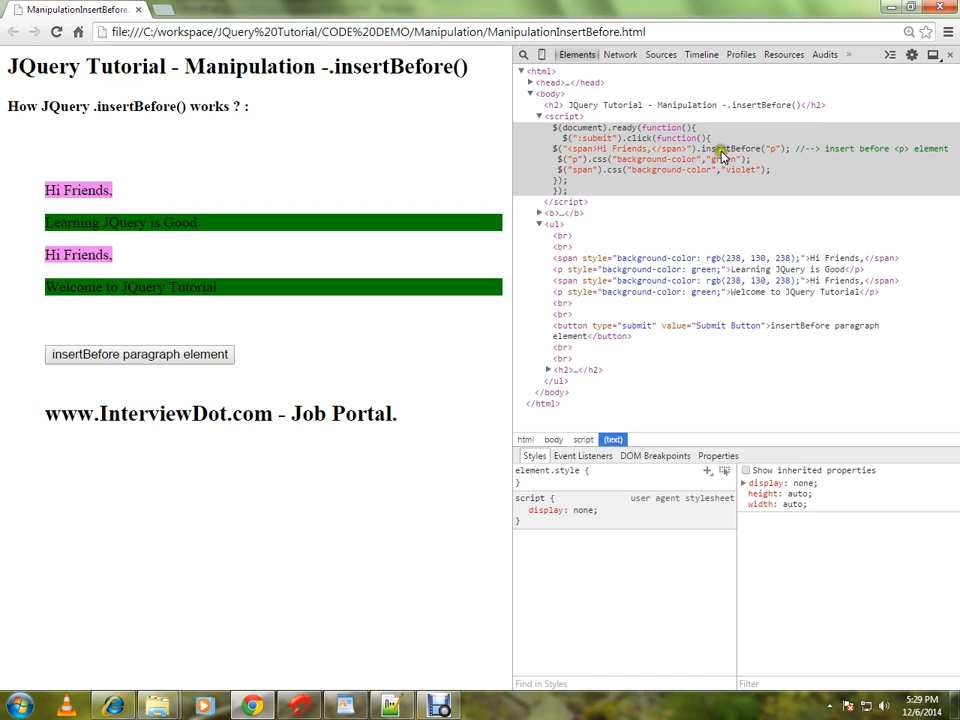 ManipulationInsertBefore.
file:///C:/workspace/JQuery%20Tutorial/CODE%20DEMO/Manipulation/ManipulationInsertBefore.html
JQuery Tutorial - Manipulation -.insertBefore()
How JQuery .insertBefore() works ? :
Hi Friends,
Learning JQuery is Good
Hi Friends,
Welcome to JQuery Tutorial
insertBefore paragraph element
www.InterviewDot.com - Job Portal.
Elements Network Sources Timeline Profiles Resources Audits »
<html>
<head>…</head>
<body>
<h2> JQuery Tutorial - Manipulation -.insertBefore()</h2>
<script>
$(document).ready(function(){
$(":submit").click(function(){
$("<span>Hi Friends,</span>").insertBefore("p"); //--> insert before <p> element
$("p").css("background-color","green");
$("span").css("background-color","violet");
});
});
</script>
<b>…</b>
<ul>
<br>
<br>
<span style="background-color: rgb(238, 130, 238);">Hi Friends,</span>
<p style="background-color: green;">Learning JQuery is Good</p>
<span style="background-color: rgb(238, 130, 238);">Hi Friends,</span>
<p style="background-color: green;">Welcome to JQuery Tutorial</p>
<br>
<br>
<button type="submit" value="Submit Button">insertBefore paragraph
element</button>
<br>
<br>
<h2>…</h2>
</ul>
</body>
</html>
html body script (text)
Styles Event Listeners DOM Breakpoints Properties
element.style {
}
script { user agent stylesheet
display: none;
}
Find in Styles
Show inherited properties
display: none;
height: auto;
width: auto;
Filter
5:29 PM
12/6/2014